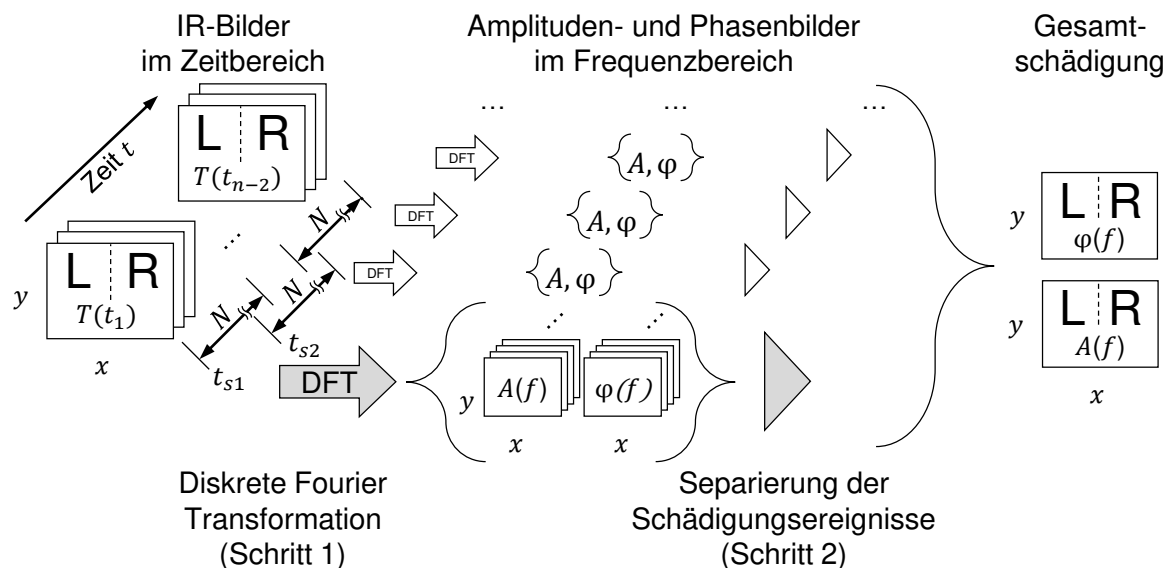 IR-Bilder
im Zeitbereich
Amplituden- und Phasenbilder
im Frequenzbereich
Gesamt-
schädigung
Zeit t
L R
T(t_{n-2})
...
L R
T(t_1)
y
x
N
N
N
t_{s1}
t_{s2}
...
...
...
DFT
{A, φ}
DFT
{A, φ}
DFT
{A, φ}
DFT
...
...
A(f)
φ(f)
y
x
x
y
L R
φ(f)
y
L R
A(f)
x
Diskrete Fourier
Transformation
(Schritt 1)
Separierung der
Schädigungsereignisse
(Schritt 2)